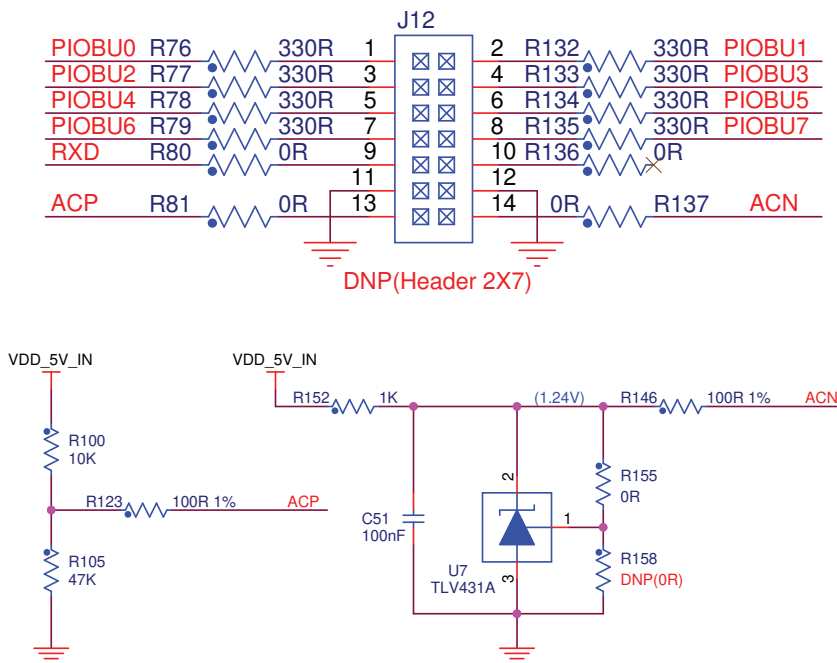 J12
PIOBU0 R76 330R 1 2 R132 330R PIOBU1
PIOBU2 R77 330R 3 4 R133 330R PIOBU3
PIOBU4 R78 330R 5 6 R134 330R PIOBU5
PIOBU6 R79 330R 7 8 R135 330R PIOBU7
RXD R80 0R 9 10 R136 0R
11 12
ACP R81 0R 13 14 0R R137 ACN
DNP(Header 2X7)
VDD_5V_IN VDD_5V_IN
R152 1K (1.24V) R146 100R 1% ACN
R100
10K
R123 100R 1% ACP
R105
47K
C51
100nF
2
1
3
U7
TLV431A
R155
0R
R158
DNP(0R)